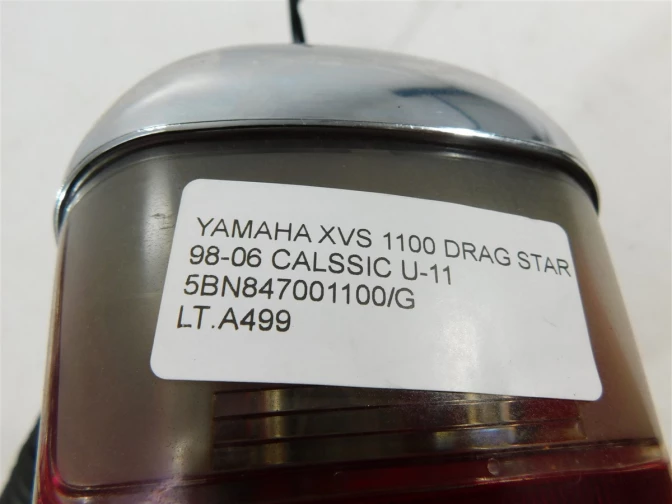 YAMAHA XVS 1100 DRAG STAR
98-06 CALSSIC U-11
5BN847001100/G
LT.A499